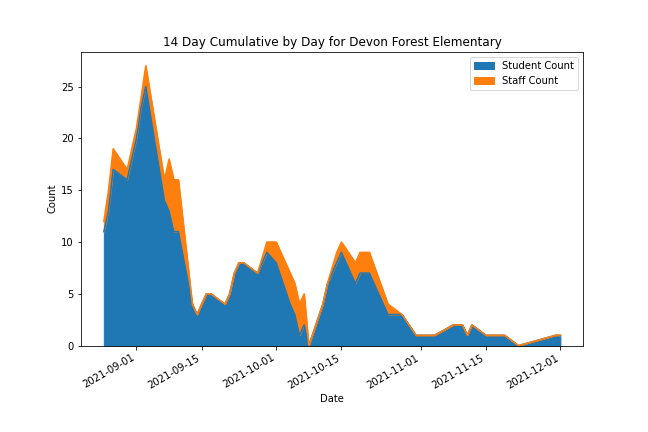 14 Day Cumulative by Day for Devon Forest Elementary
Student Count
Staff Count
Count
25
20
15
10
5
0
2021-09-01
2021-09-15
2021-10-01
2021-10-15
2021-11-01
2021-11-15
2021-12-01
Date